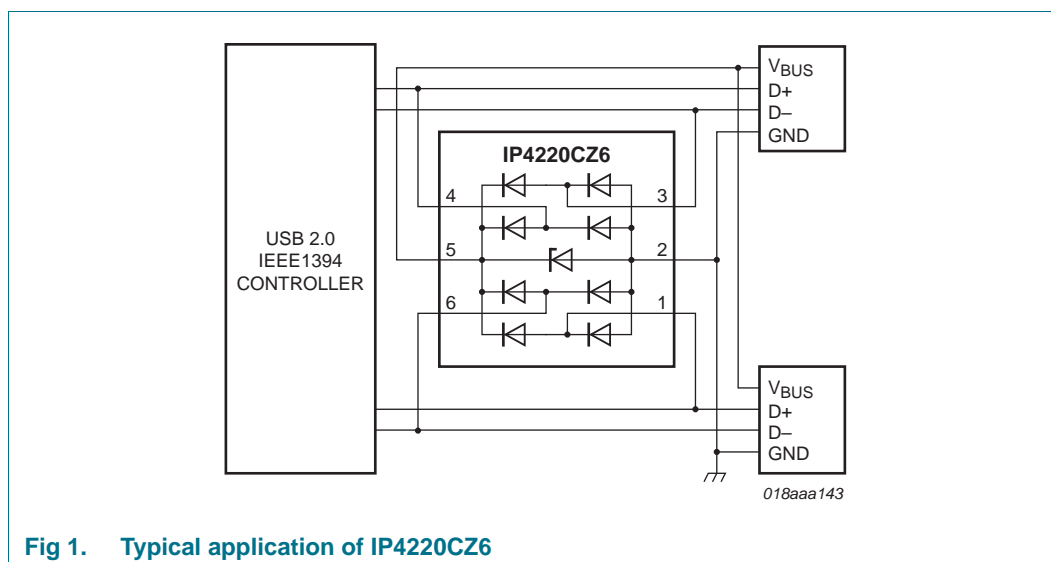 VBUS
D+
D–
GND
IP4220CZ6
4
3
5
2
6
1
USB 2.0
IEEE1394
CONTROLLER
VBUS
D+
D–
GND
018aaa143
Fig 1. Typical application of IP4220CZ6